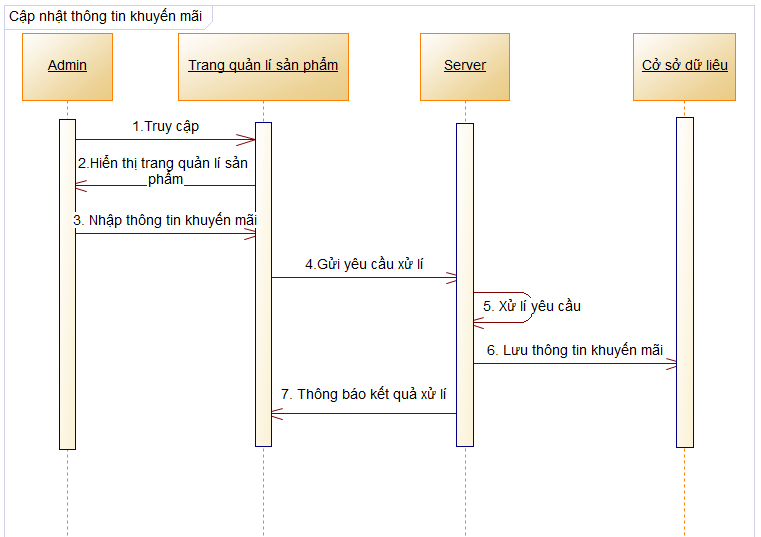 Cập nhật thông tin khuyến mãi
Admin
Trang quản lí sản phẩm
Server
Cở sở dữ liêu
1.Truy cập
2.Hiển thị trang quản lí sản
phẩm
3. Nhập thông tin khuyến mãi
4.Gửi yêu cầu xử lí
5. Xử lí yêu cầu
6. Lưu thông tin khuyến mãi
7. Thông báo kết quả xử lí